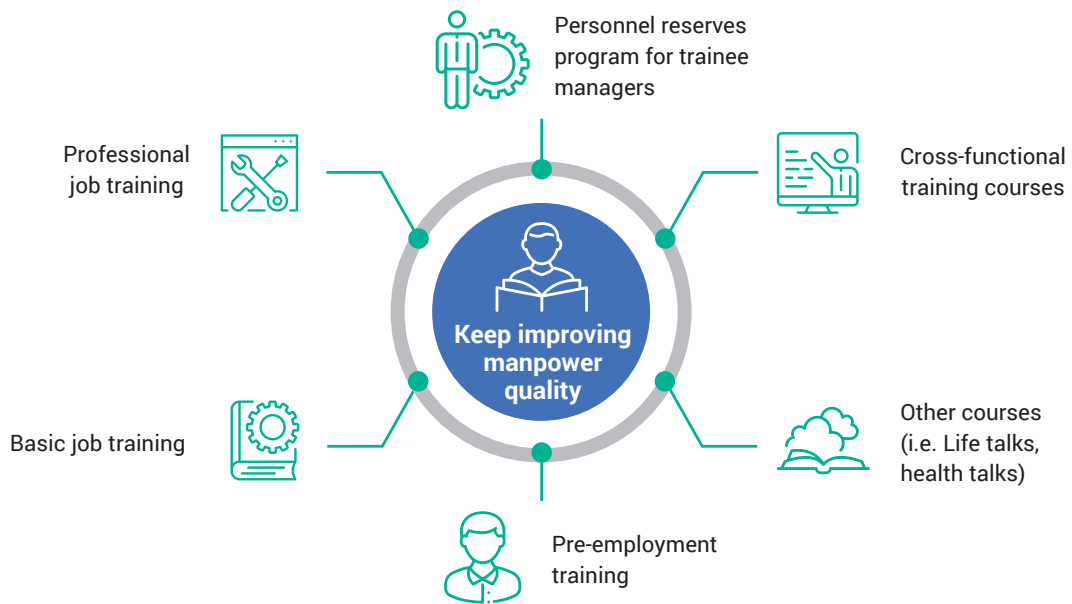 Personnel reserves
program for trainee
managers
Professional
job training
Cross-functional
training courses
Keep improving
manpower
quality
Basic job training
Other courses
(i.e. Life talks,
health talks)
Pre-employment
training